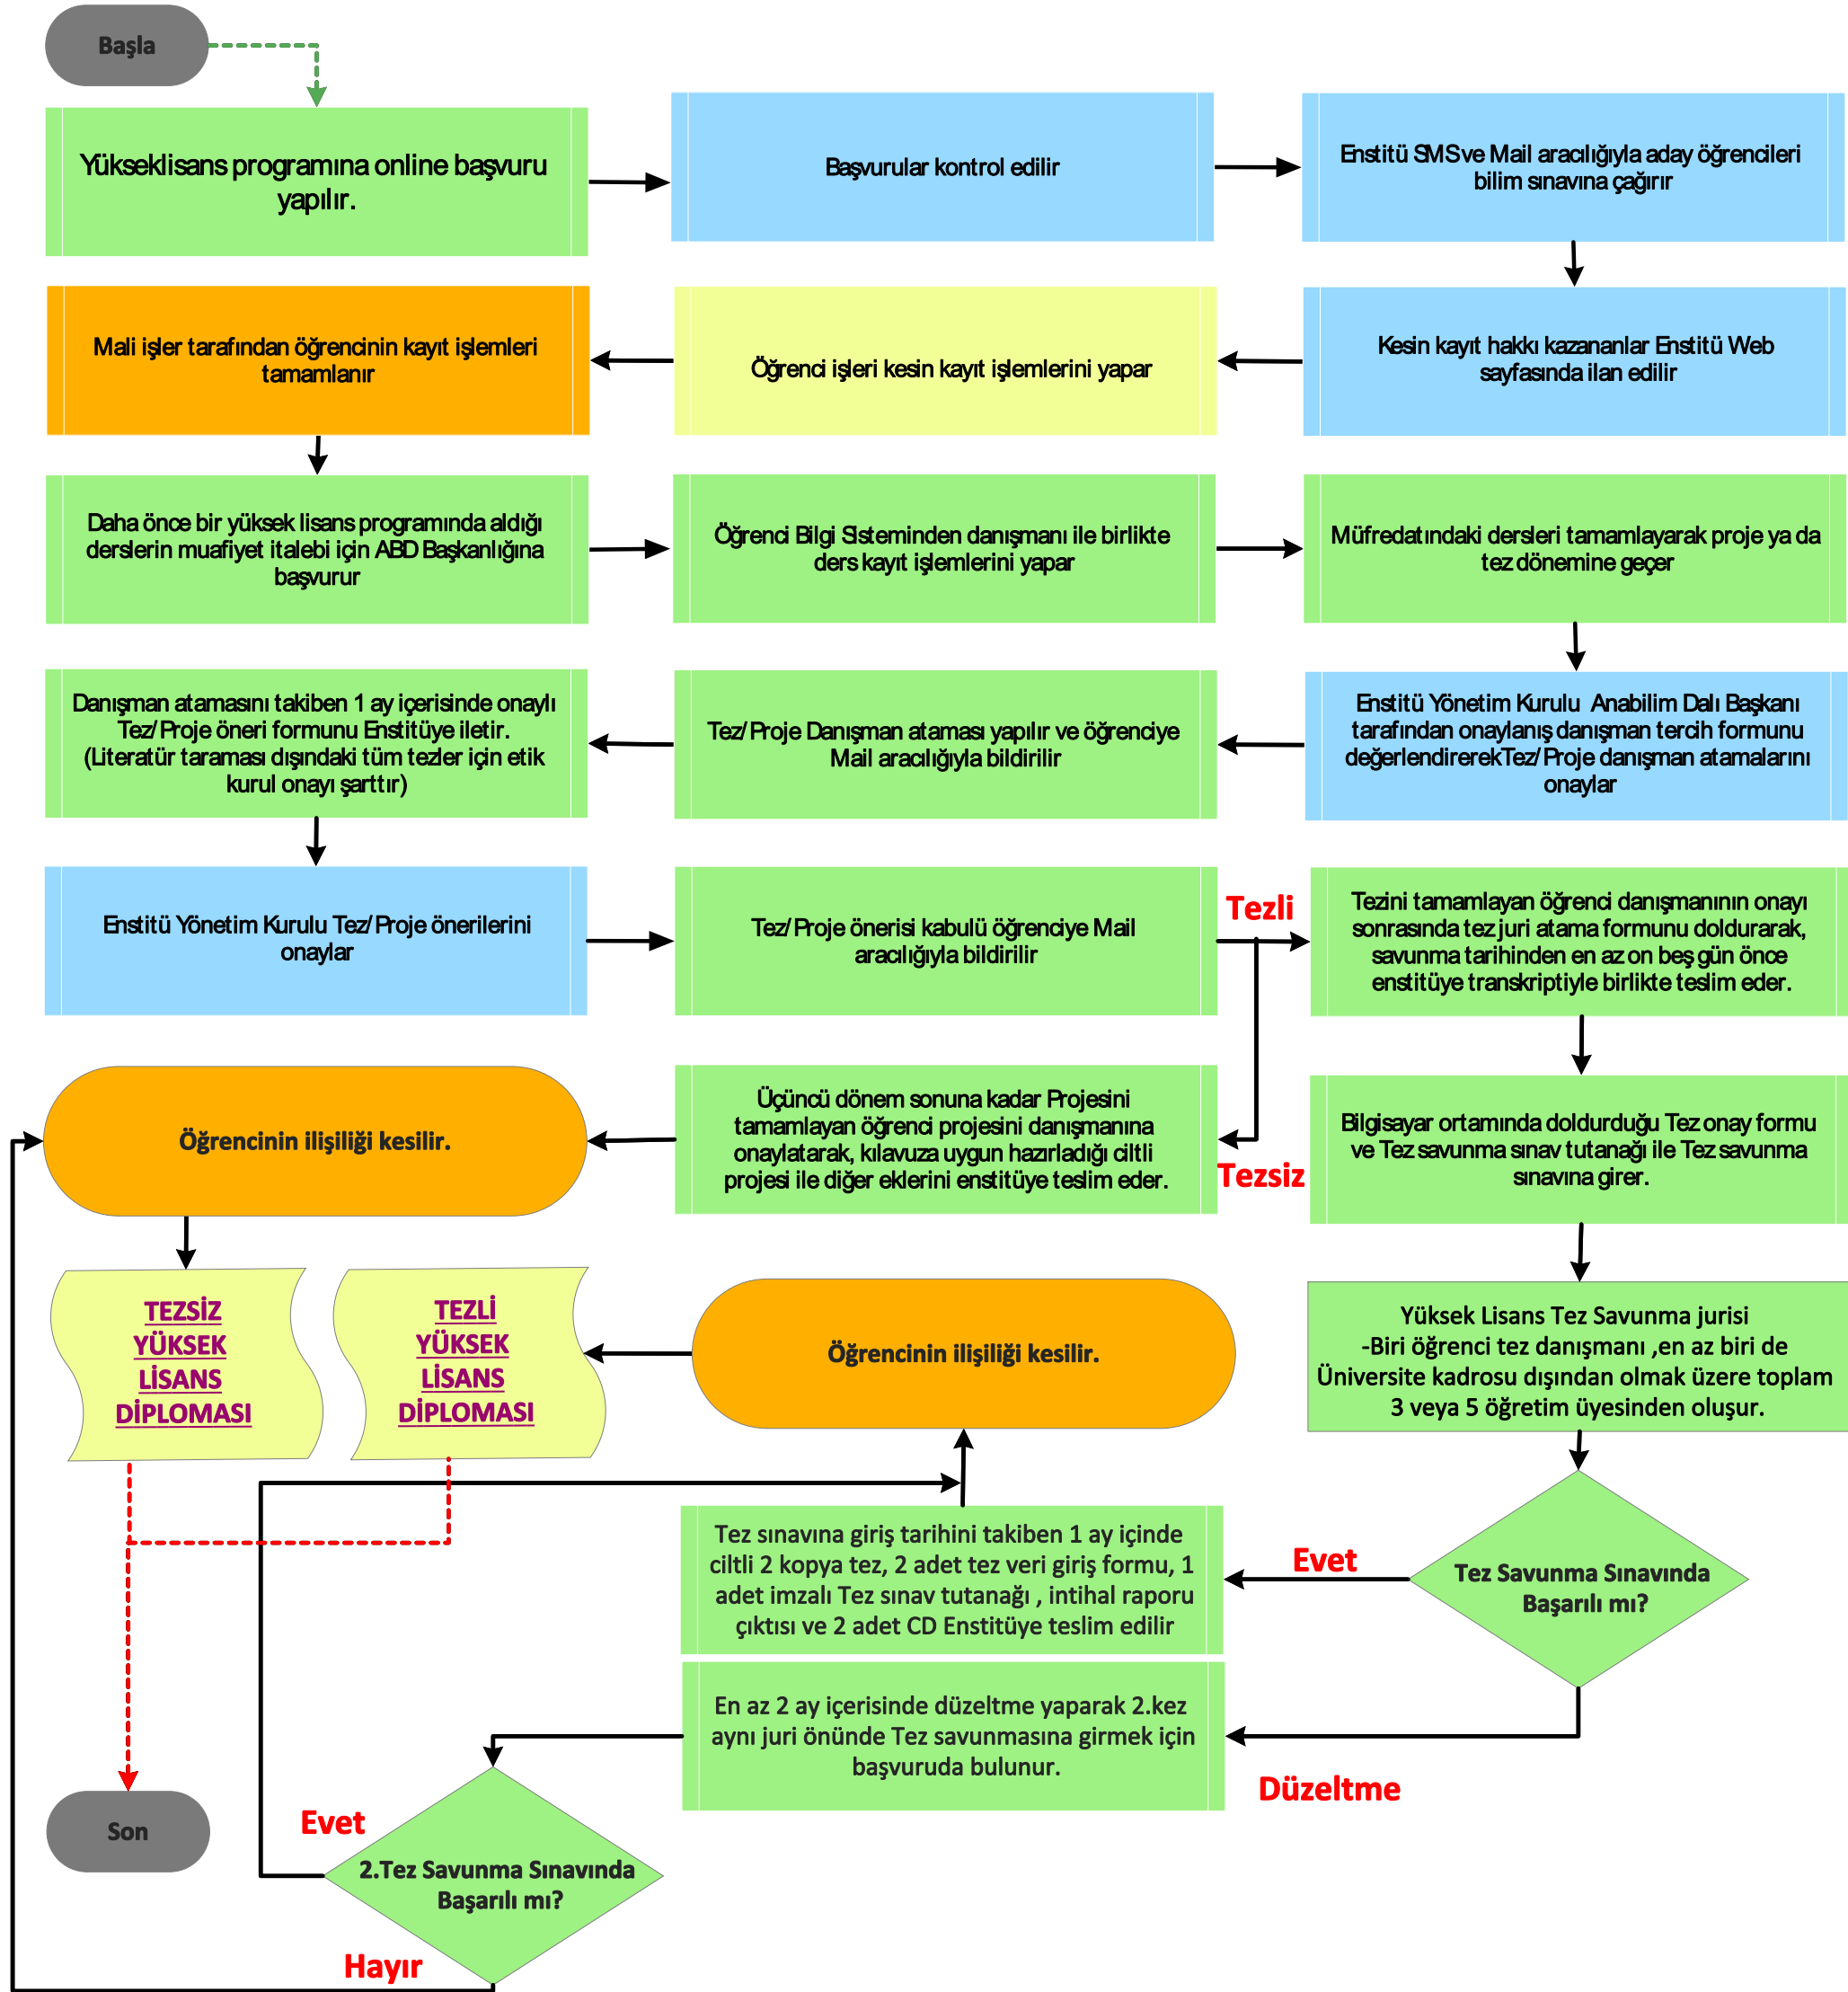 Başla
Yükseklisans programına online başvuru
yapılır.
Başvurular kontrol edilir
Enstitü SMS ve Mail aracılığıyla aday öğrencileri
bilim sınavına çağırır
Mali işler tarafından öğrencinin kayıt işlemleri
tamamlanır
Öğrenci işleri kesin kayıt işlemlerini yapar
Kesin kayıt hakkı kazananlar Enstitü Web
sayfasında ilan edilir
Daha önce bir yüksek lisans programında aldığı
derslerin muafiyet italebi için ABD Başkanlığına
başvurur
Öğrenci Bilgi Sisteminden danışmanı ile birlikte
ders kayıt işlemlerini yapar
Müfredatındaki dersleri tamamlayarak proje ya da
tez dönemine geçer
Danışman atamasını takiben 1 ay içerisinde onaylı
Tez/Proje öneri formunu Enstitüye iletir.
(Literatür taraması dışındaki tüm tezler için etik
kurul onayı şarttır)
Tez/Proje Danışman ataması yapılır ve öğrenciye
Mail aracılığıyla bildirilir
Enstitü Yönetim Kurulu Anabilim Dalı Başkanı
tarafından onaylanış danışman tercih formunu
değerlendirerekTez/Proje danışman atamalarını
onaylar
Enstitü Yönetim Kurulu Tez/Proje önerilerini
onaylar
Tez/Proje önerisi kabulü öğrenciye Mail
aracılığıyla bildirilir
Tezli
Tezini tamamlayan öğrenci danışmanının onayı
sonrasında tez juri atama formunu doldurarak,
savunma tarihinden en az on beş gün önce
enstitüye transkriptiyle birlikte teslim eder.
Öğrencinin ilişiliği kesilir.
Üçüncü dönem sonuna kadar Projesini
tamamlayan öğrenci projesini danışmanına
onaylatarak, kılavuza uygun hazırladığı ciltli
projesi ile diğer eklerini enstitüye teslim eder.
Tezsiz
Bilgisayar ortamında doldurduğu Tez onay formu
ve Tez savunma sınav tutanağı ile Tez savunma
sınavına girer.
TEZSİZ
YÜKSEK
LİSANS
DİPLOMASI
TEZLİ
YÜKSEK
LİSANS
DİPLOMASI
Öğrencinin ilişiliği kesilir.
Yüksek Lisans Tez Savunma jurisi
-Biri öğrenci tez danışmanı ,en az biri de
Üniversite kadrosu dışından olmak üzere toplam
3 veya 5 öğretim üyesinden oluşur.
Tez sınavına giriş tarihini takiben 1 ay içinde
ciltli 2 kopya tez, 2 adet tez veri giriş formu, 1
adet imzalı Tez sınav tutanağı , intihal raporu
çıktısı ve 2 adet CD Enstitüye teslim edilir
Evet
Tez Savunma Sınavında
Başarılı mı?
En az 2 ay içerisinde düzeltme yaparak 2.kez
aynı juri önünde Tez savunmasına girmek için
başvuruda bulunur.
Düzeltme
Son
Evet
2.Tez Savunma Sınavında
Başarılı mı?
Hayır